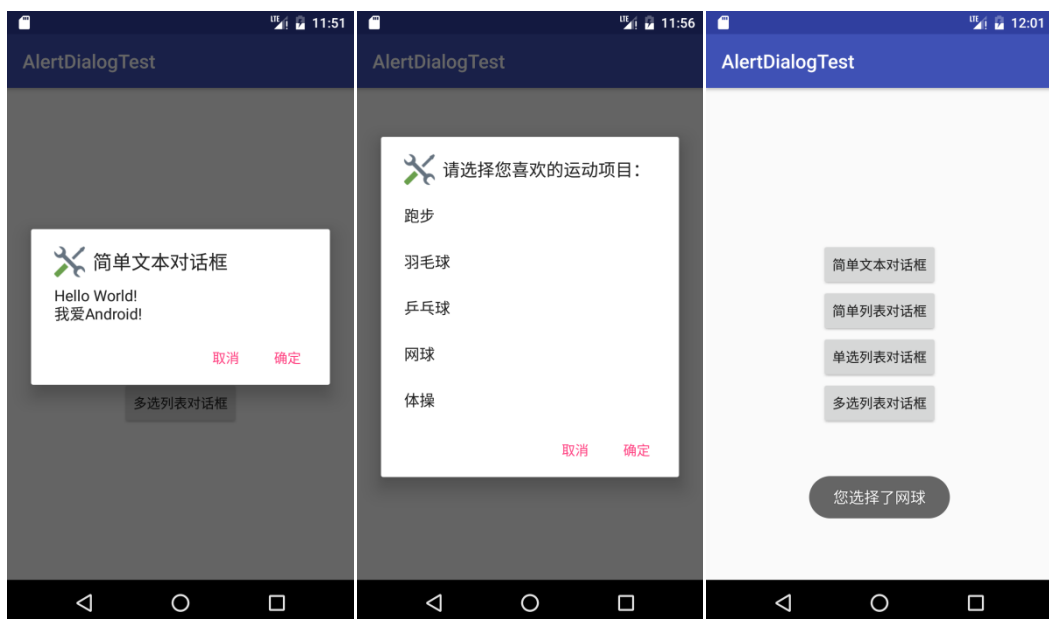 LTE 11:51
AlertDialogTest
简单文本对话框
Hello World!
我爱Android!
取消 确定
多选列表对话框
LTE 11:56
AlertDialogTest
请选择您喜欢的运动项目：
跑步
羽毛球
乒乓球
网球
体操
取消 确定
LTE 12:01
AlertDialogTest
简单文本对话框
简单列表对话框
单选列表对话框
多选列表对话框
您选择了网球